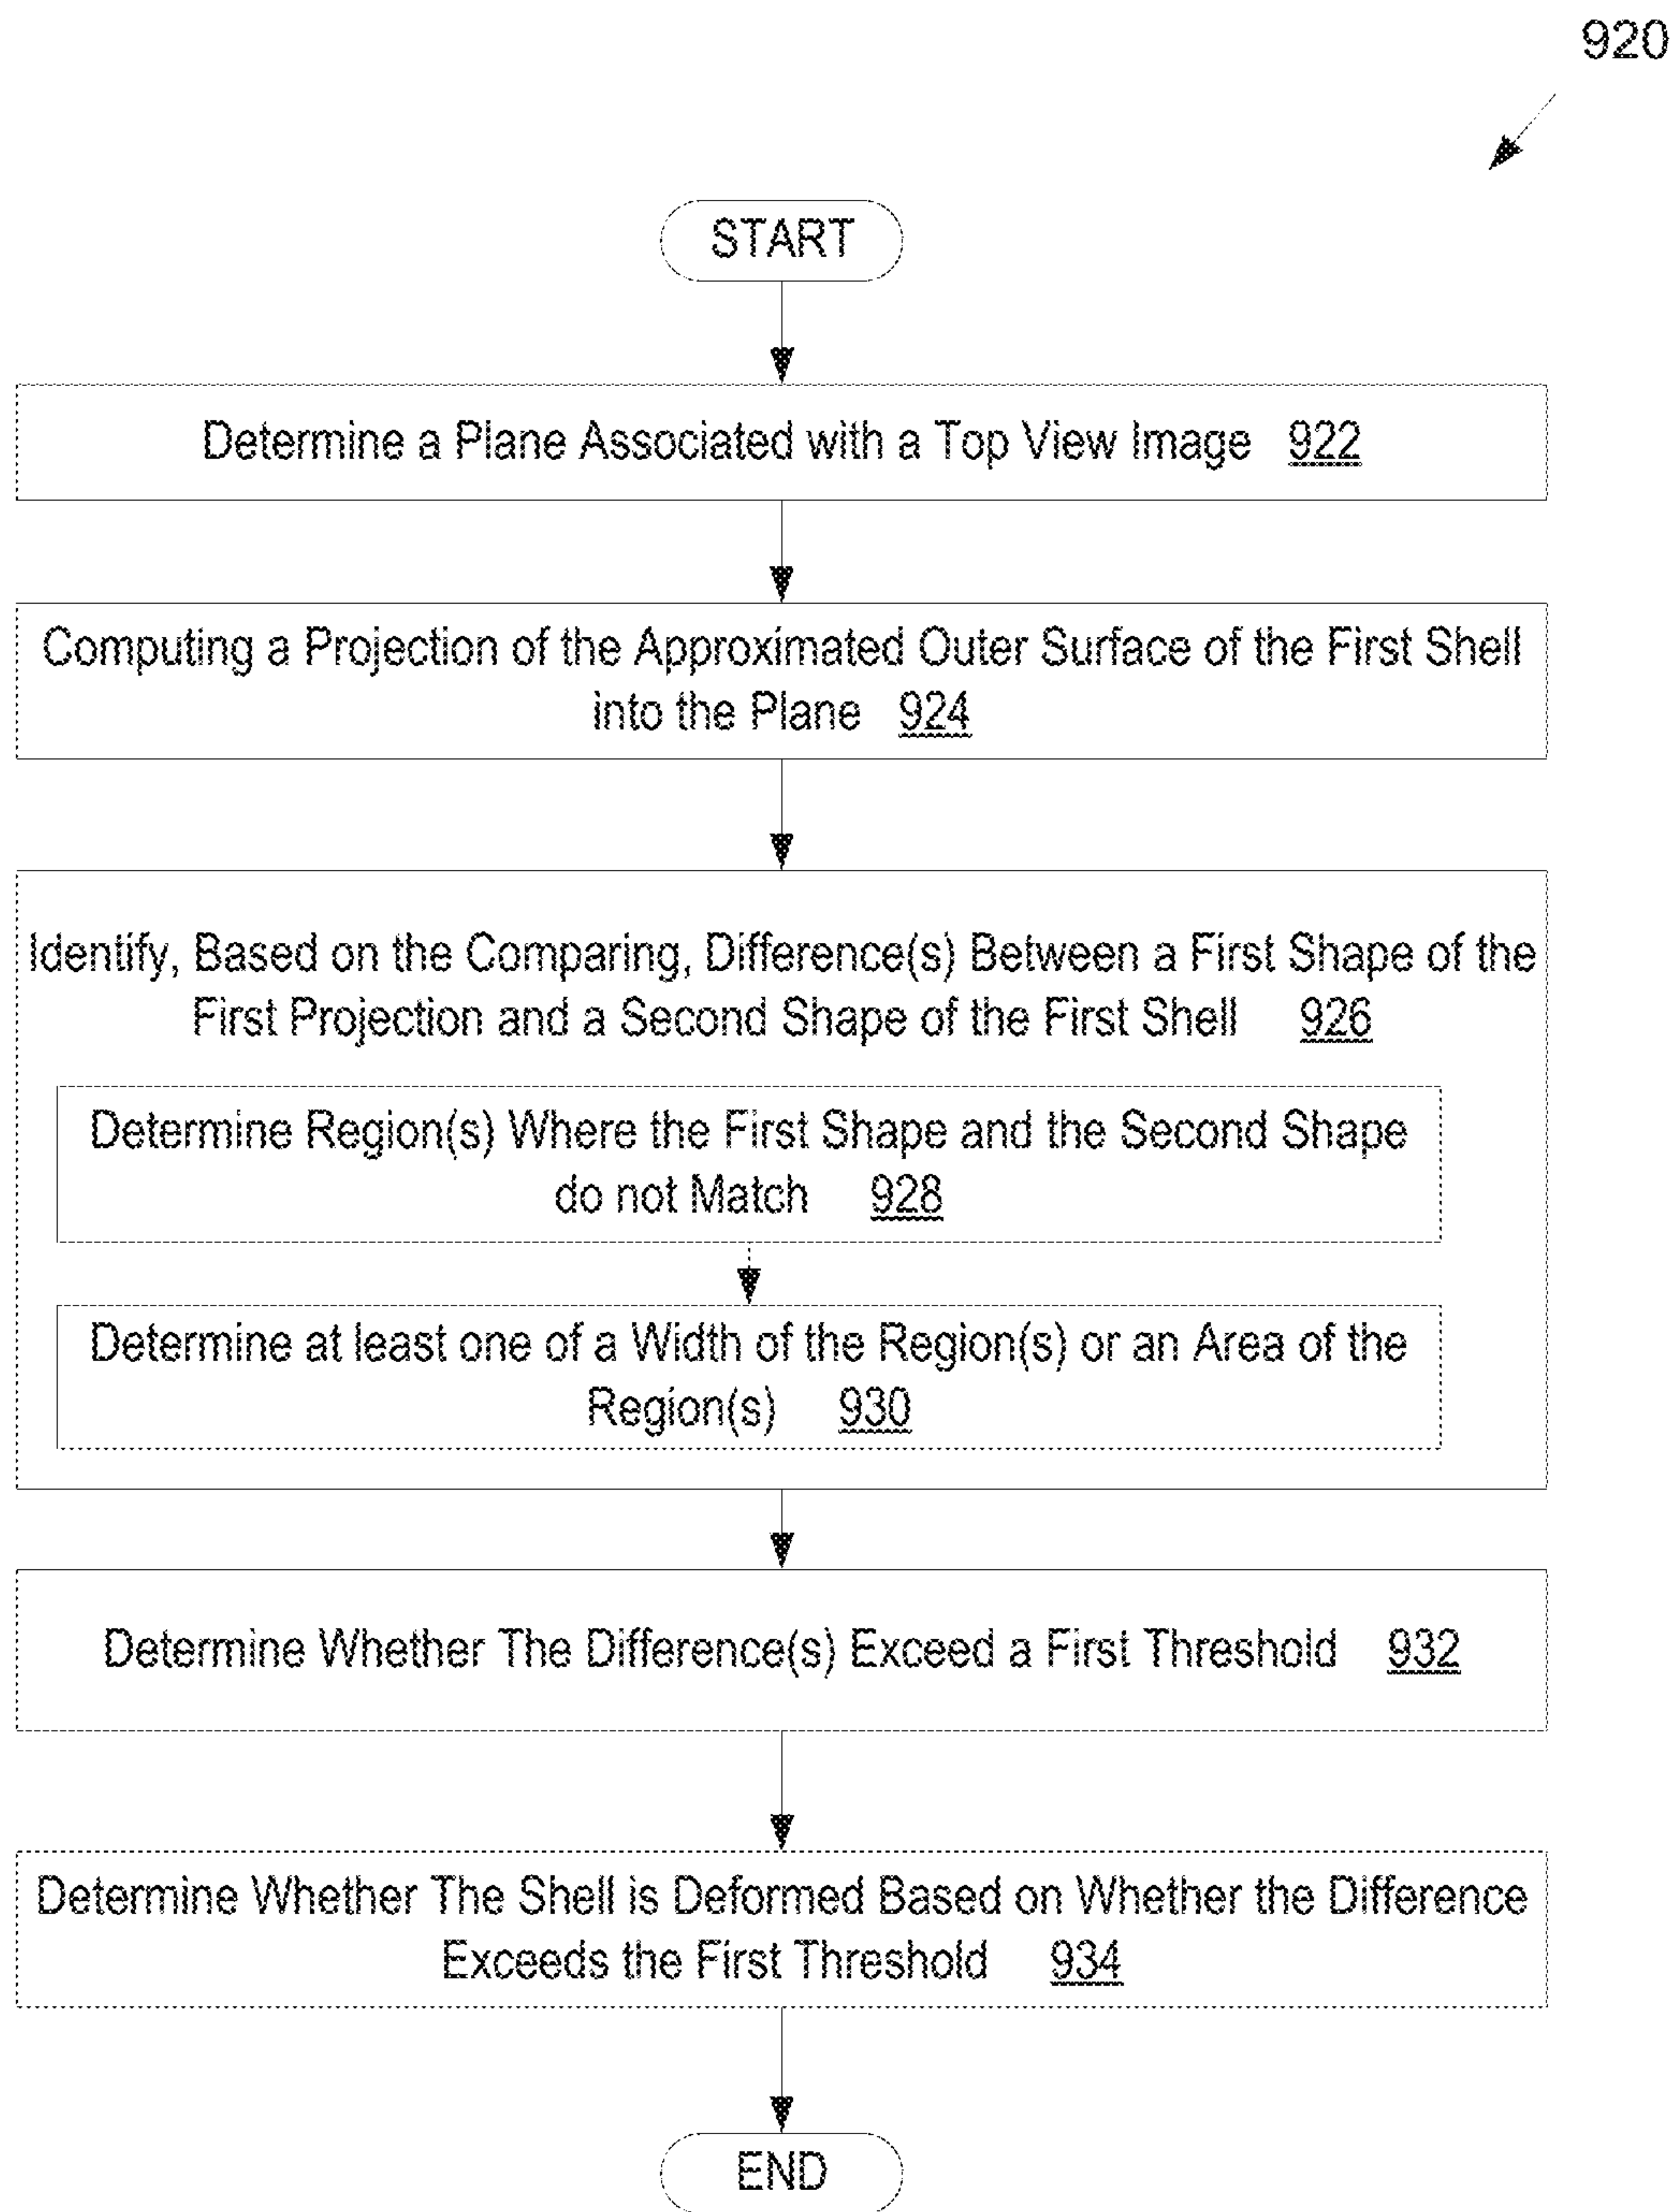 920
START
Determine a Plane Associated with a Top View Image 922
Computing a Projection of the Approximated Outer Surface of the First Shell
into the Plane 924
Identify, Based on the Comparing, Difference(s) Between a First Shape of the
First Projection and a Second Shape of the First Shell 926
Determine Region(s) Where the First Shape and the Second Shape
do not Match 928
Determine at least one of a Width of the Region(s) or an Area of the
Region(s) 930
Determine Whether The Difference(s) Exceed a First Threshold 932
Determine Whether The Shell is Deformed Based on Whether the Difference
Exceeds the First Threshold 934
END